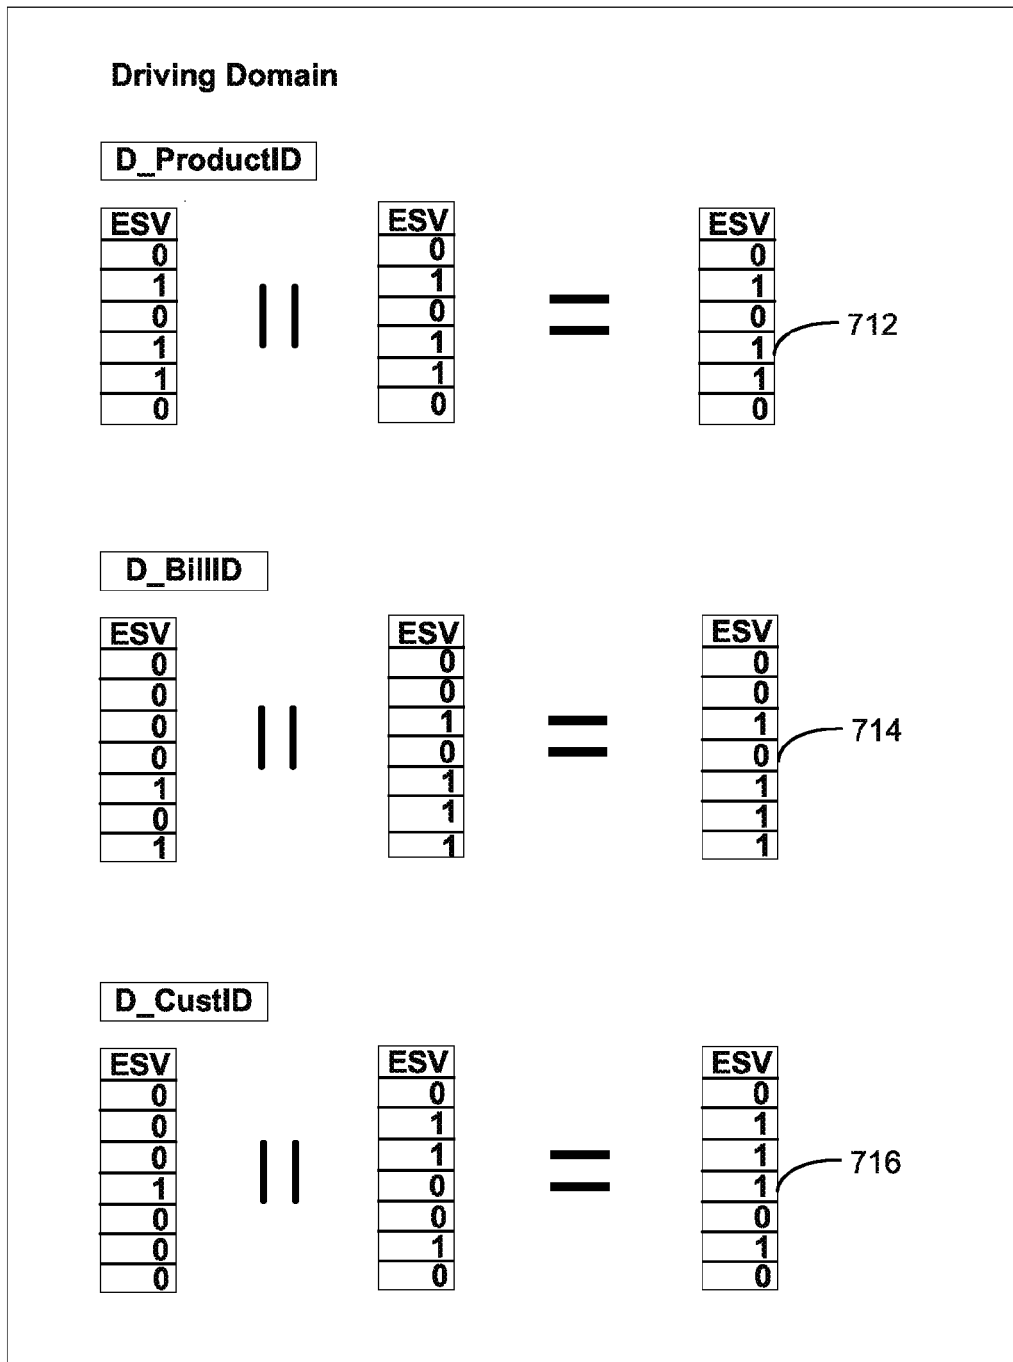 Driving Domain
D_ProductID
ESV ESV ESV
0 0 0
1 || 1 = 1
0 0 0 712
1 1 1
1 1 1
0 0 0
D_BillID
ESV ESV ESV
0 0 0
0 0 0
0 || 1 = 1
0 0 0 714
1 1 1
0 1 1
1 1 1
D_CustID
ESV ESV ESV
0 0 0
0 1 1
0 || 1 = 1 716
1 0 1
0 0 0
0 1 1
0 0 0